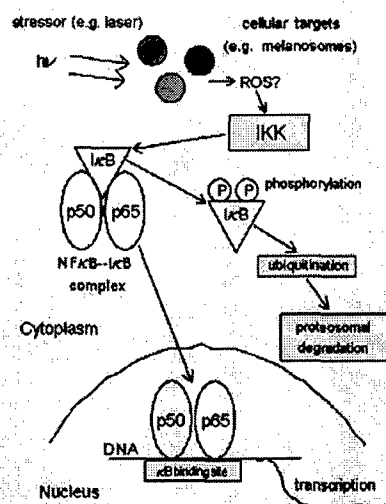 stressor (e.g. laser)
cellular targets
(e.g. melanosomes)
hν
ROS?
IKK
IκB
p50 p65
NFκB--IκB
complex
P P
phosphorylation
IκB
ubiquitination
proteosomal
degradation
Cytoplasm
p50 p65
DNA
κB binding site
Nucleus
transcription